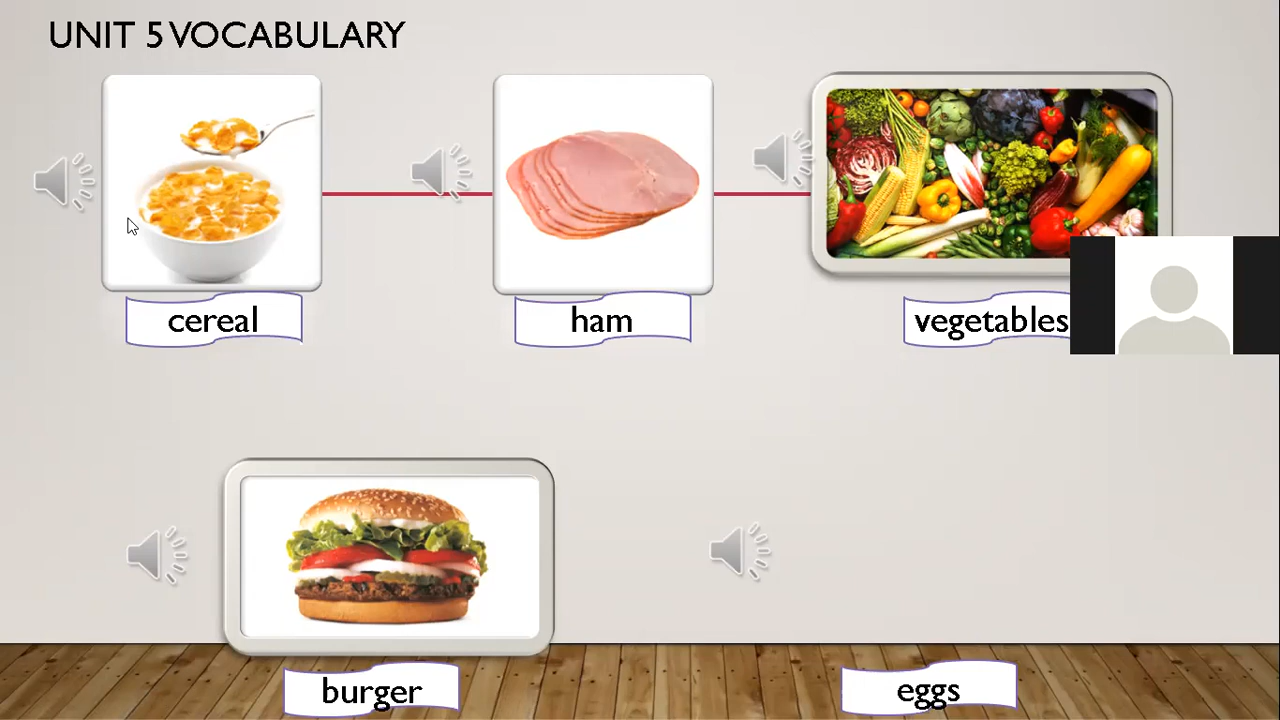 UNIT 5 VOCABULARY
cereal
ham
vegetables
burger
eggs